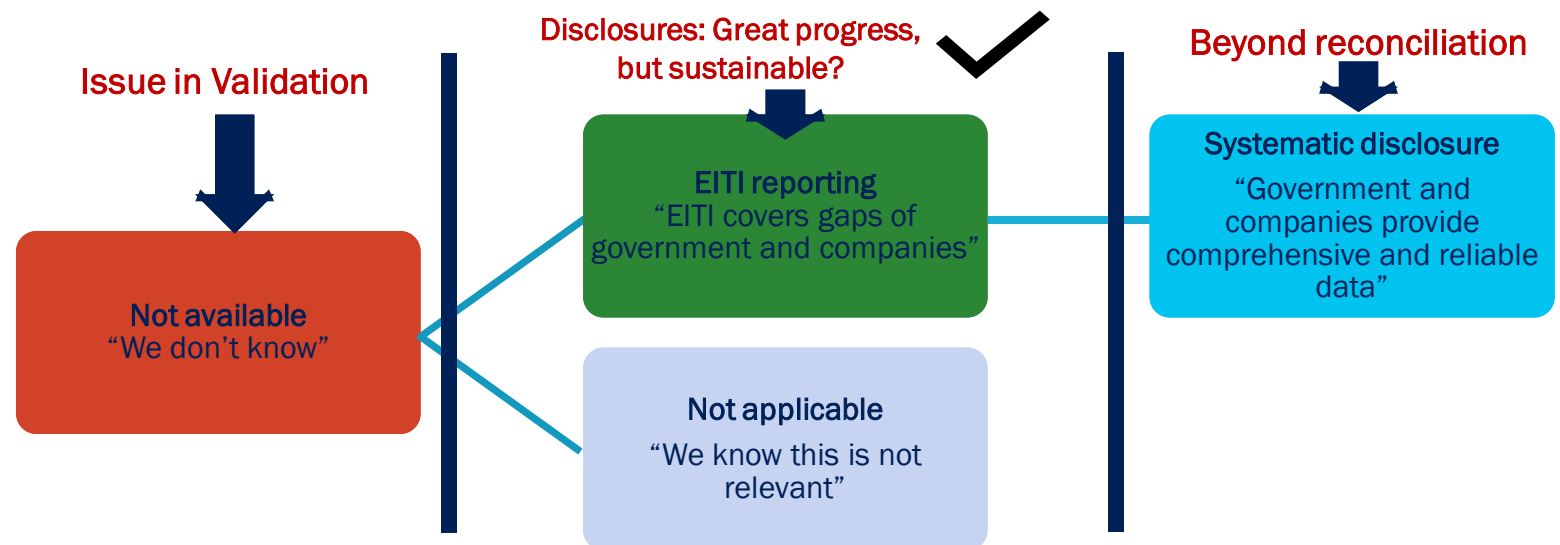 Issue in Validation
Not available
“We don’t know”
Disclosures: Great progress,
but sustainable?
EITI reporting
“EITI covers gaps of
government and companies”
Not applicable
“We know this is not
relevant”
Beyond reconciliation
Systematic disclosure
“Government and
companies provide
comprehensive and reliable
data”